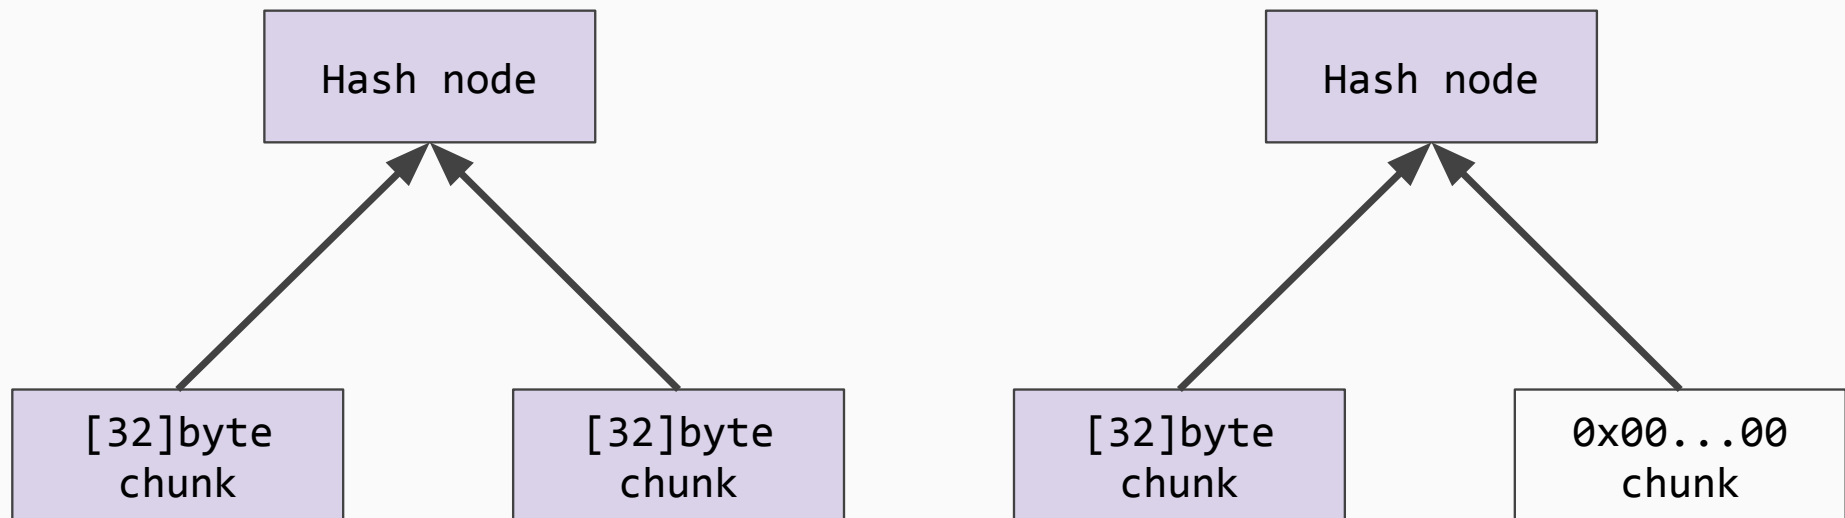 Hash node
Hash node
[32]byte
chunk
[32]byte
chunk
[32]byte
chunk
0x00...00
chunk